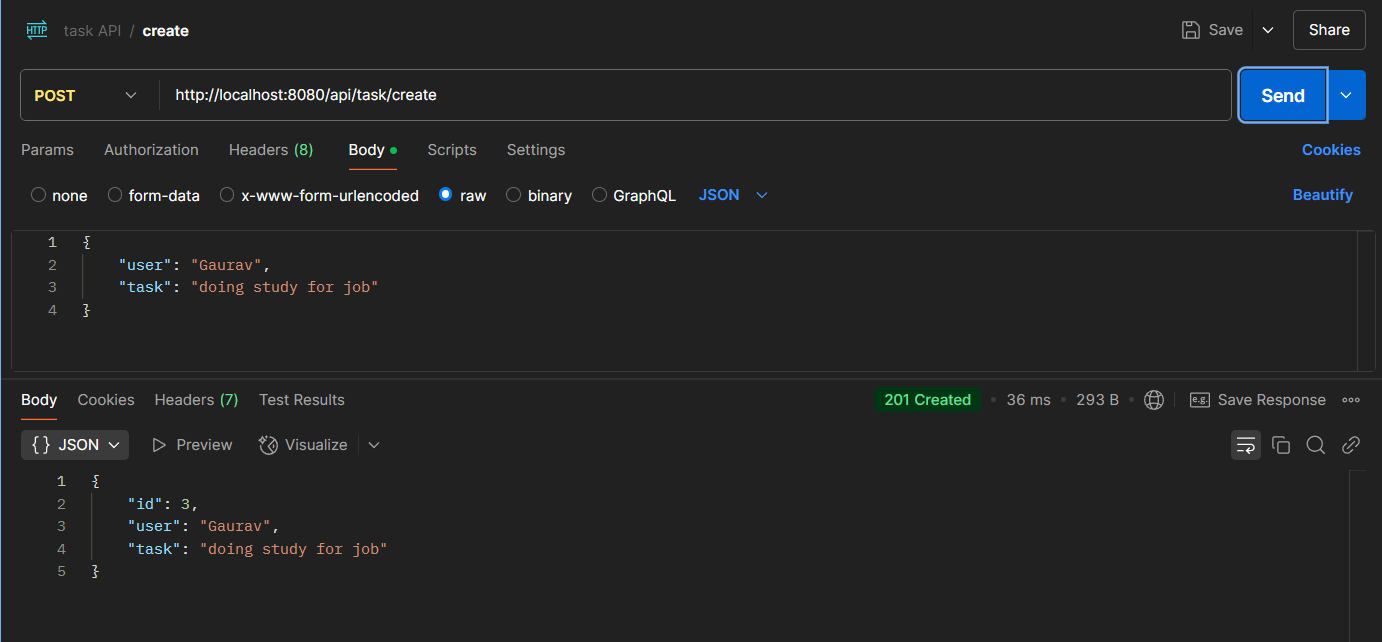 HTTP task API / create Save Share
POST http://localhost:8080/api/task/create Send
Params Authorization Headers (8) Body Scripts Settings Cookies
none form-data x-www-form-urlencoded raw binary GraphQL JSON Beautify
1 {
2 "user": "Gaurav",
3 "task": "doing study for job"
4 }
Body Cookies Headers (7) Test Results 201 Created • 36 ms • 293 B • e.g. Save Response
{} JSON Preview Visualize
1 {
2 "id": 3,
3 "user": "Gaurav",
4 "task": "doing study for job"
5 }